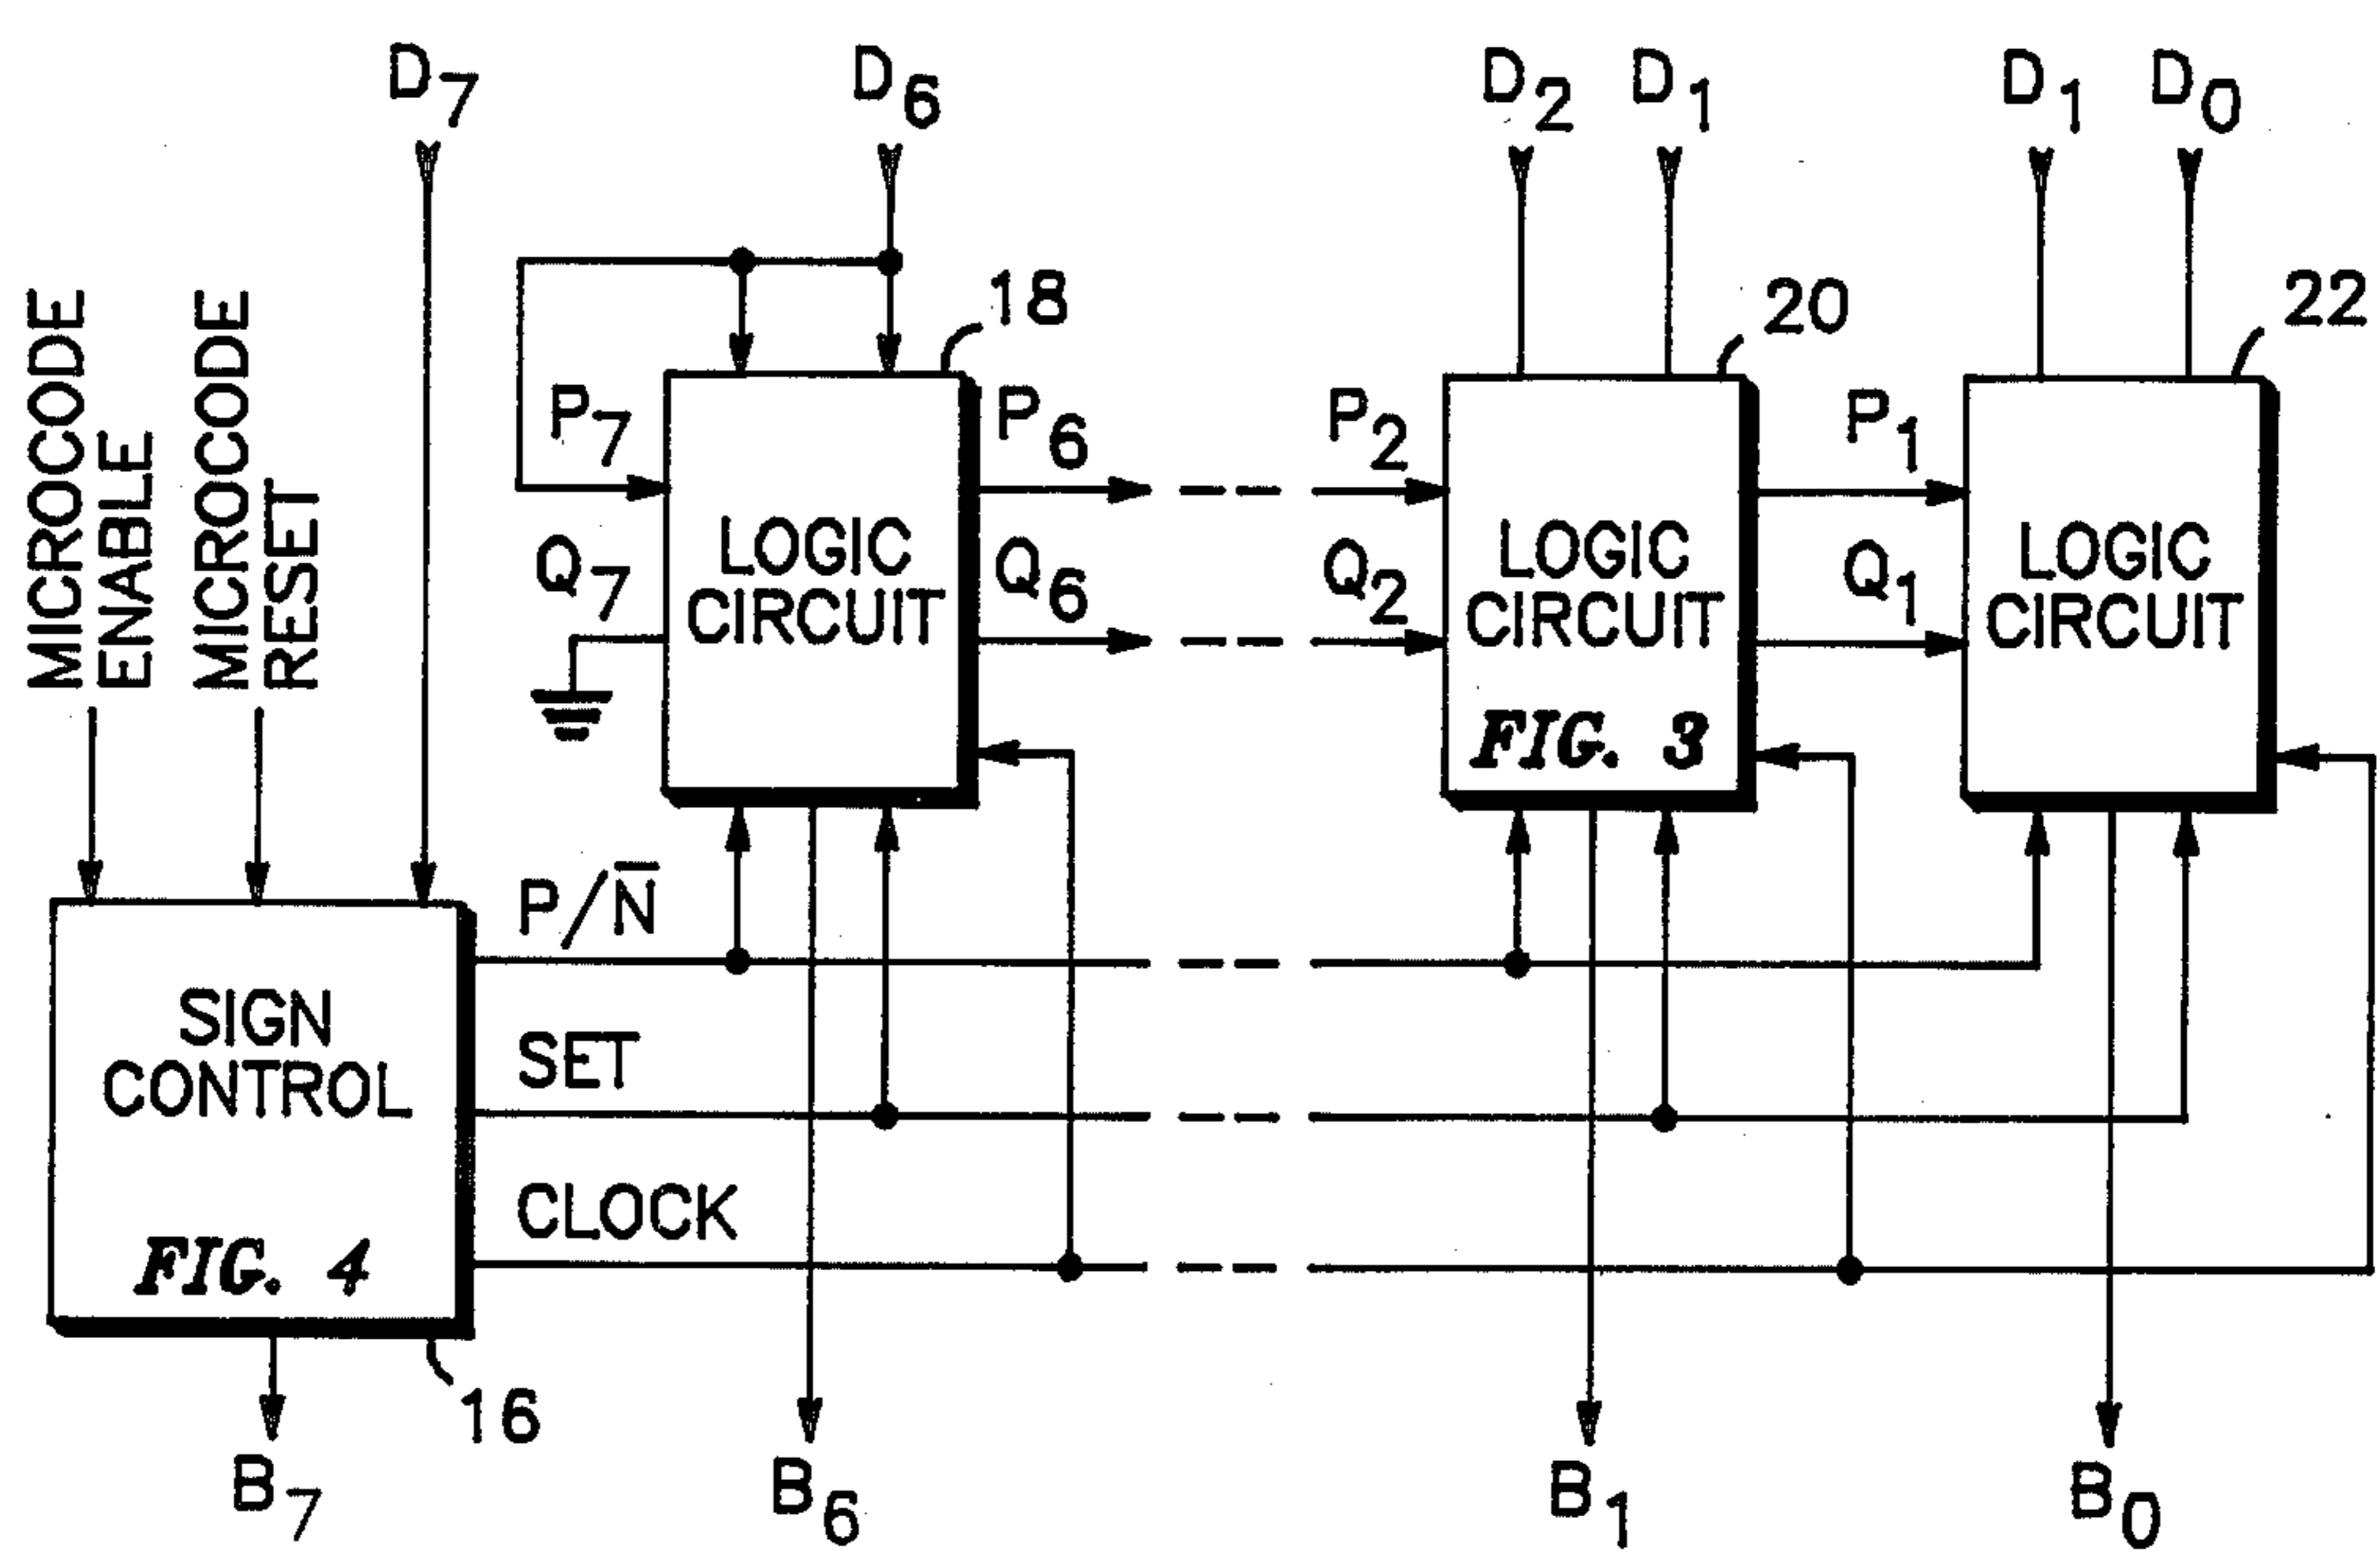 D7 D6 D2 D1 D1 D0
18 20 22
MICROCODE
ENABLE
MICROCODE
RESET
P7 P6 P2 P1
Q7 Q6 Q2 Q1
LOGIC
CIRCUIT
LOGIC
CIRCUIT
FIG. 3
LOGIC
CIRCUIT
P/N̅
SET
CLOCK
SIGN
CONTROL
FIG. 4
16
B7 B6 B1 B0